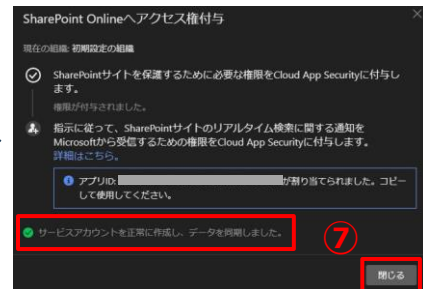 SharePoint Onlineへアクセス権付与
現在の組織: 初期設定の組織
SharePointサイトを保護するために必要な権限をCloud App Securityに付与し
ます。
権限が付与されました。
指示に従って、SharePointサイトのリアルタイム検索に関する通知を
Microsoftから受信するための権限をCloud App Securityに付与します。
詳細はこちら。
アプリID: が割り当てられました。コピー
して使用してください。
サービスアカウントを正常に作成し、データを同期しました。
⑦
閉じる